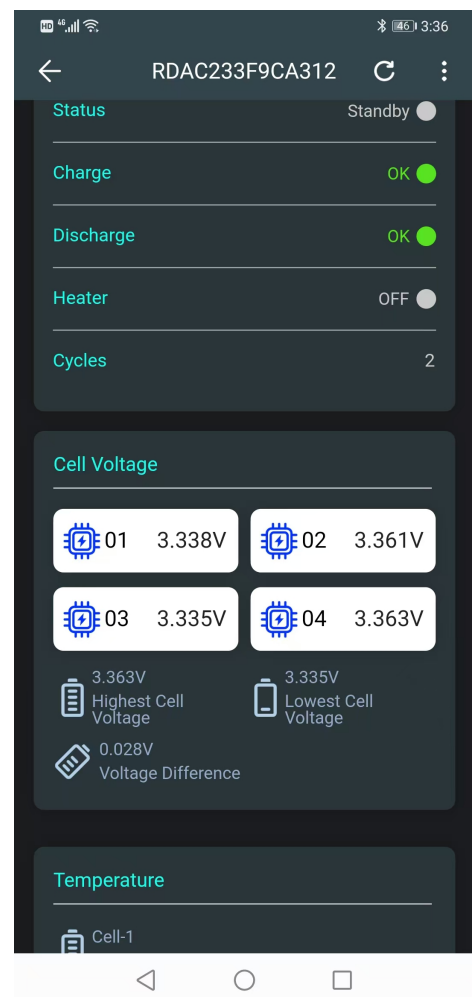 HD 46 46 3:36
RDAC233F9CA312
Status Standby
Charge OK
Discharge OK
Heater OFF
Cycles 2
Cell Voltage
01 3.338V 02 3.361V
03 3.335V 04 3.363V
3.363V
Highest Cell
Voltage
3.335V
Lowest Cell
Voltage
0.028V
Voltage Difference
Temperature
Cell-1